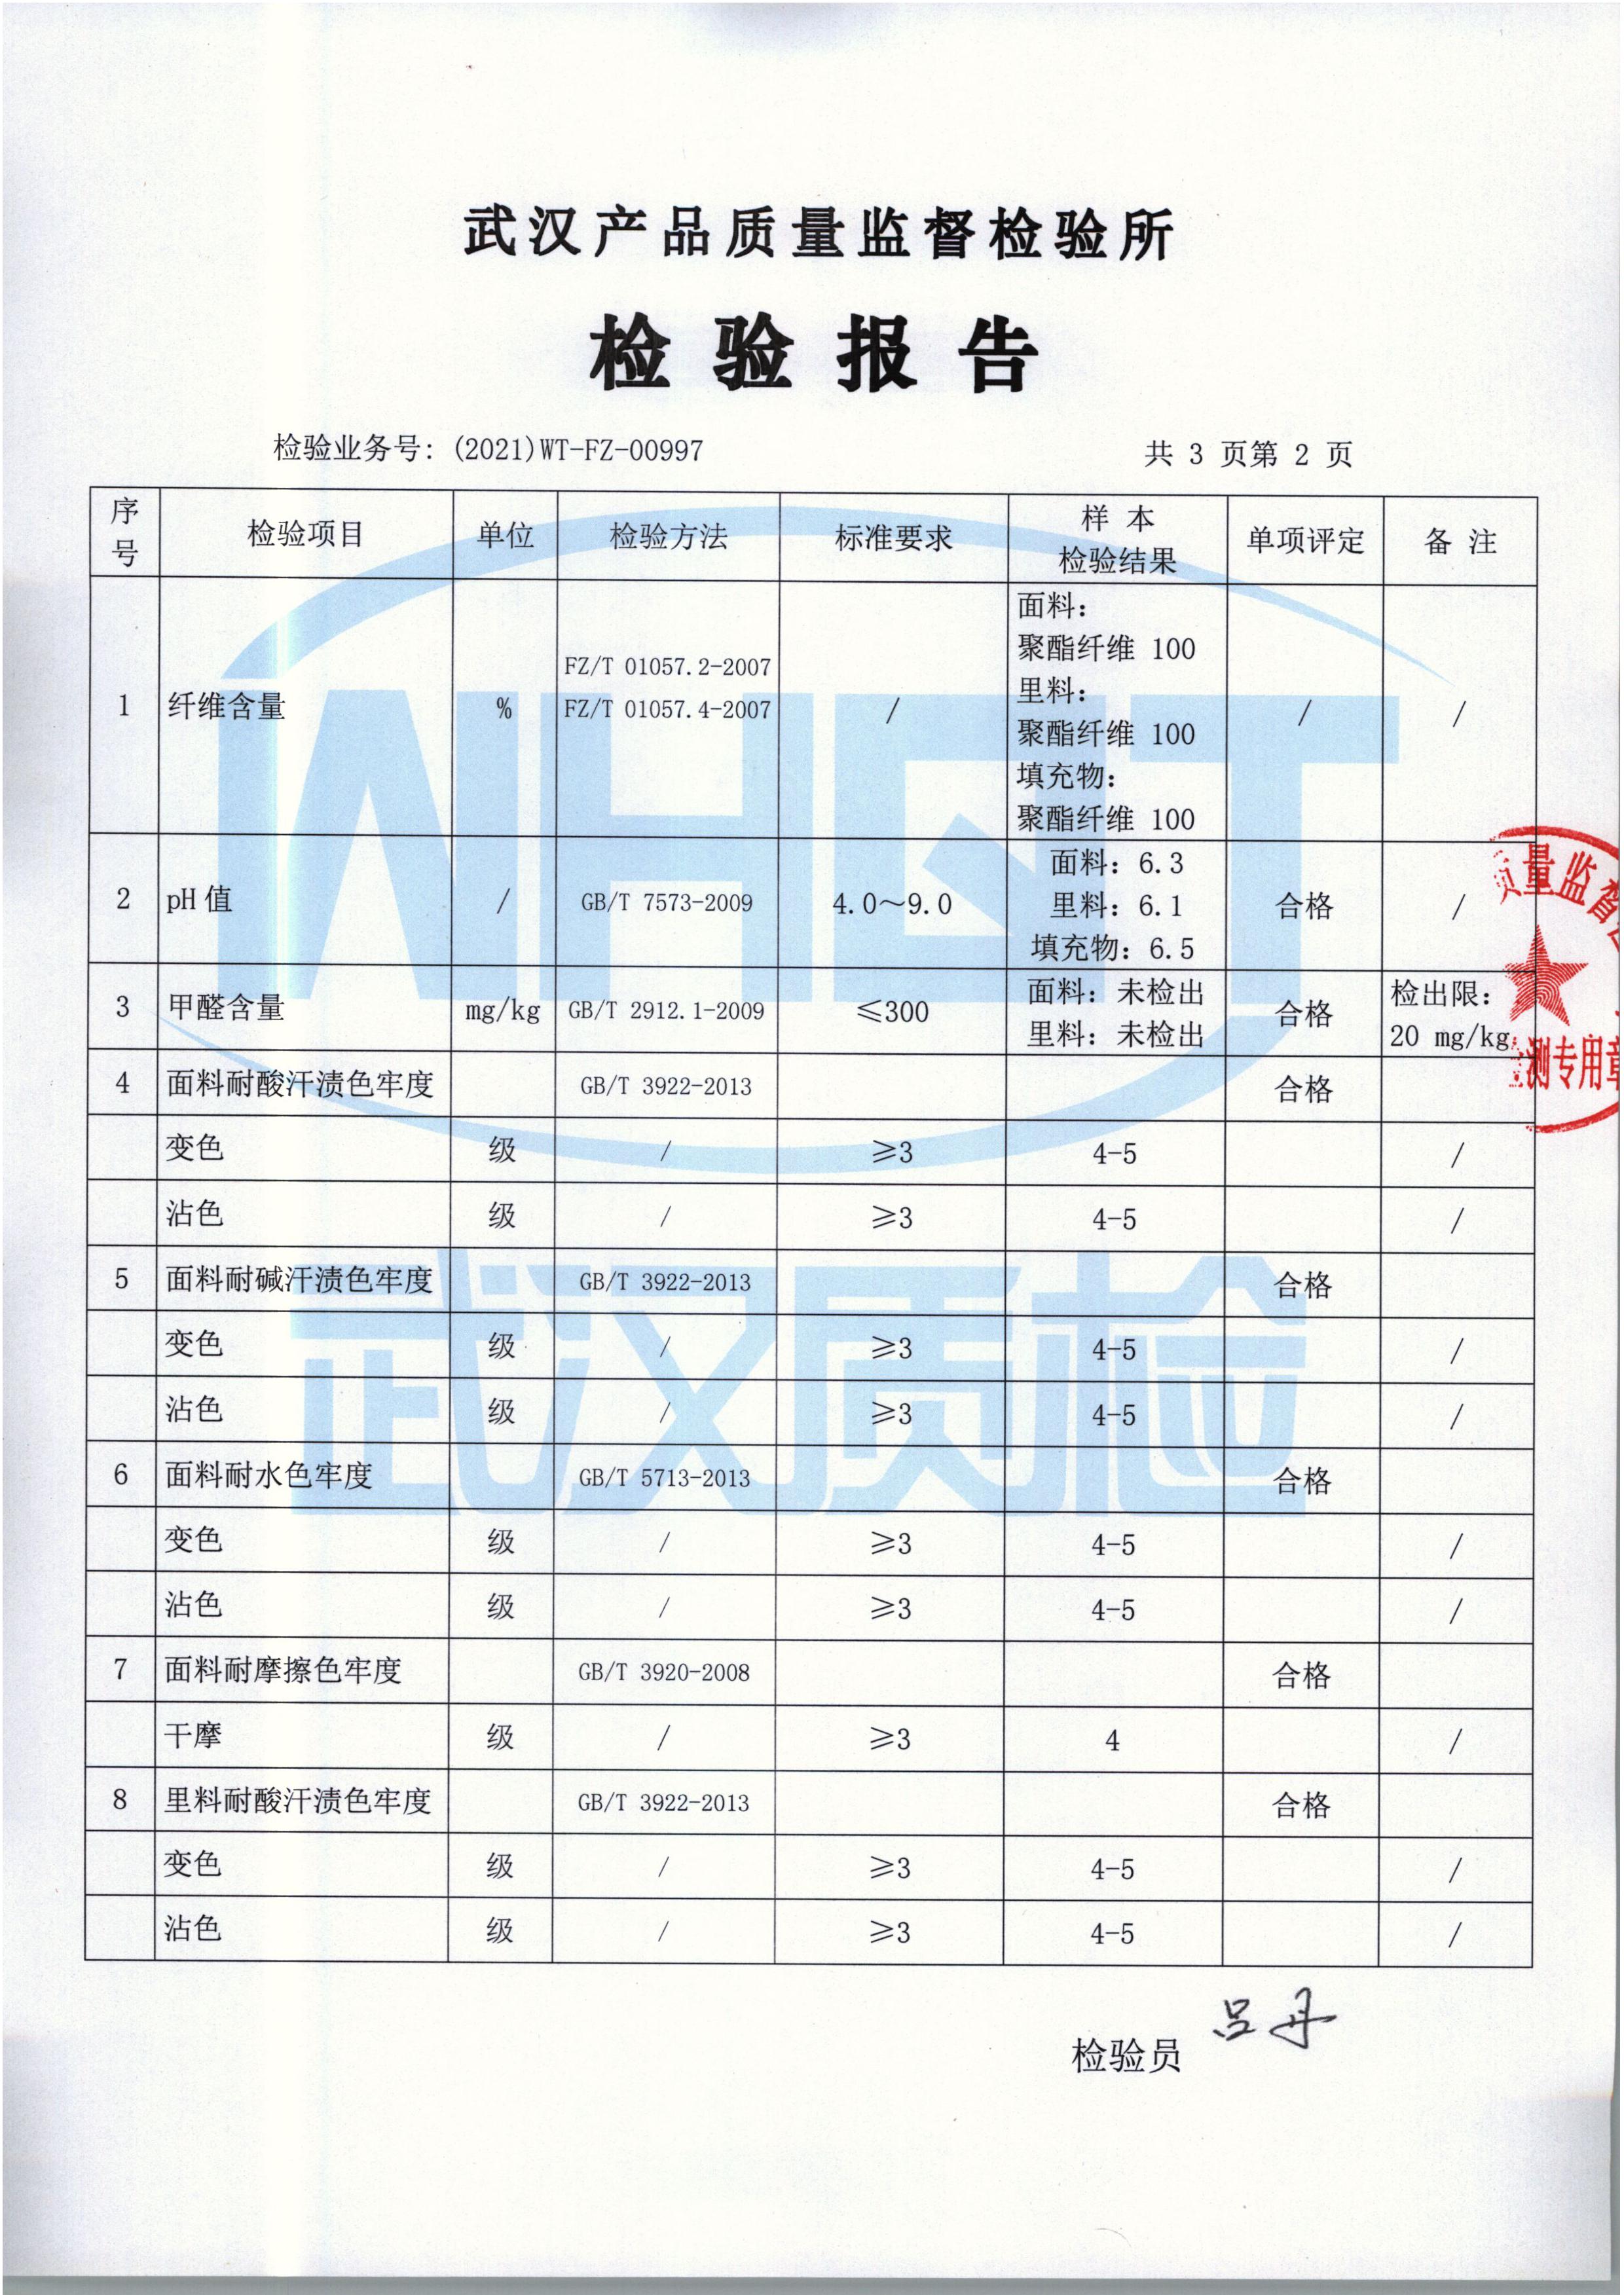 武汉产品质量监督检验所
检验报告
检验业务号：(2021)WT-FZ-00997
共 3 页第 2 页
序号 检验项目 单位 检验方法 标准要求 样 本 检验结果 单项评定 备 注
1 纤维含量 % FZ/T 01057.2-2007 FZ/T 01057.4-2007 / 面料： 聚酯纤维 100 里料： 聚酯纤维 100 填充物： 聚酯纤维 100 / /
2 pH 值 / GB/T 7573-2009 4.0～9.0 面料：6.3 里料：6.1 填充物：6.5 合格 /
3 甲醛含量 mg/kg GB/T 2912.1-2009 ≤300 面料：未检出 里料：未检出 合格 检出限： 20 mg/kg
4 面料耐酸汗渍色牢度 GB/T 3922-2013 合格
变色 级 / ≥3 4-5 /
沾色 级 / ≥3 4-5 /
5 面料耐碱汗渍色牢度 GB/T 3922-2013 合格
变色 级 / ≥3 4-5 /
沾色 级 / ≥3 4-5 /
6 面料耐水色牢度 GB/T 5713-2013 合格
变色 级 / ≥3 4-5 /
沾色 级 / ≥3 4-5 /
7 面料耐摩擦色牢度 GB/T 3920-2008 合格
干摩 级 / ≥3 4 /
8 里料耐酸汗渍色牢度 GB/T 3922-2013 合格
变色 级 / ≥3 4-5 /
沾色 级 / ≥3 4-5 /
检验员 吕丹
WHQT
武汉质检
质量监督
测专用章